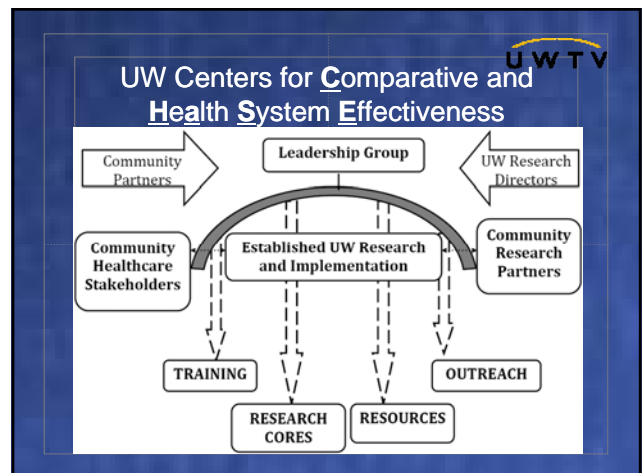 UWTV
UW Centers for Comparative and
Health System Effectiveness
Community
Partners
Leadership Group
UW Research
Directors
Community
Healthcare
Stakeholders
Established UW Research
and Implementation
Community
Research
Partners
TRAINING
OUTREACH
RESEARCH
CORES
RESOURCES